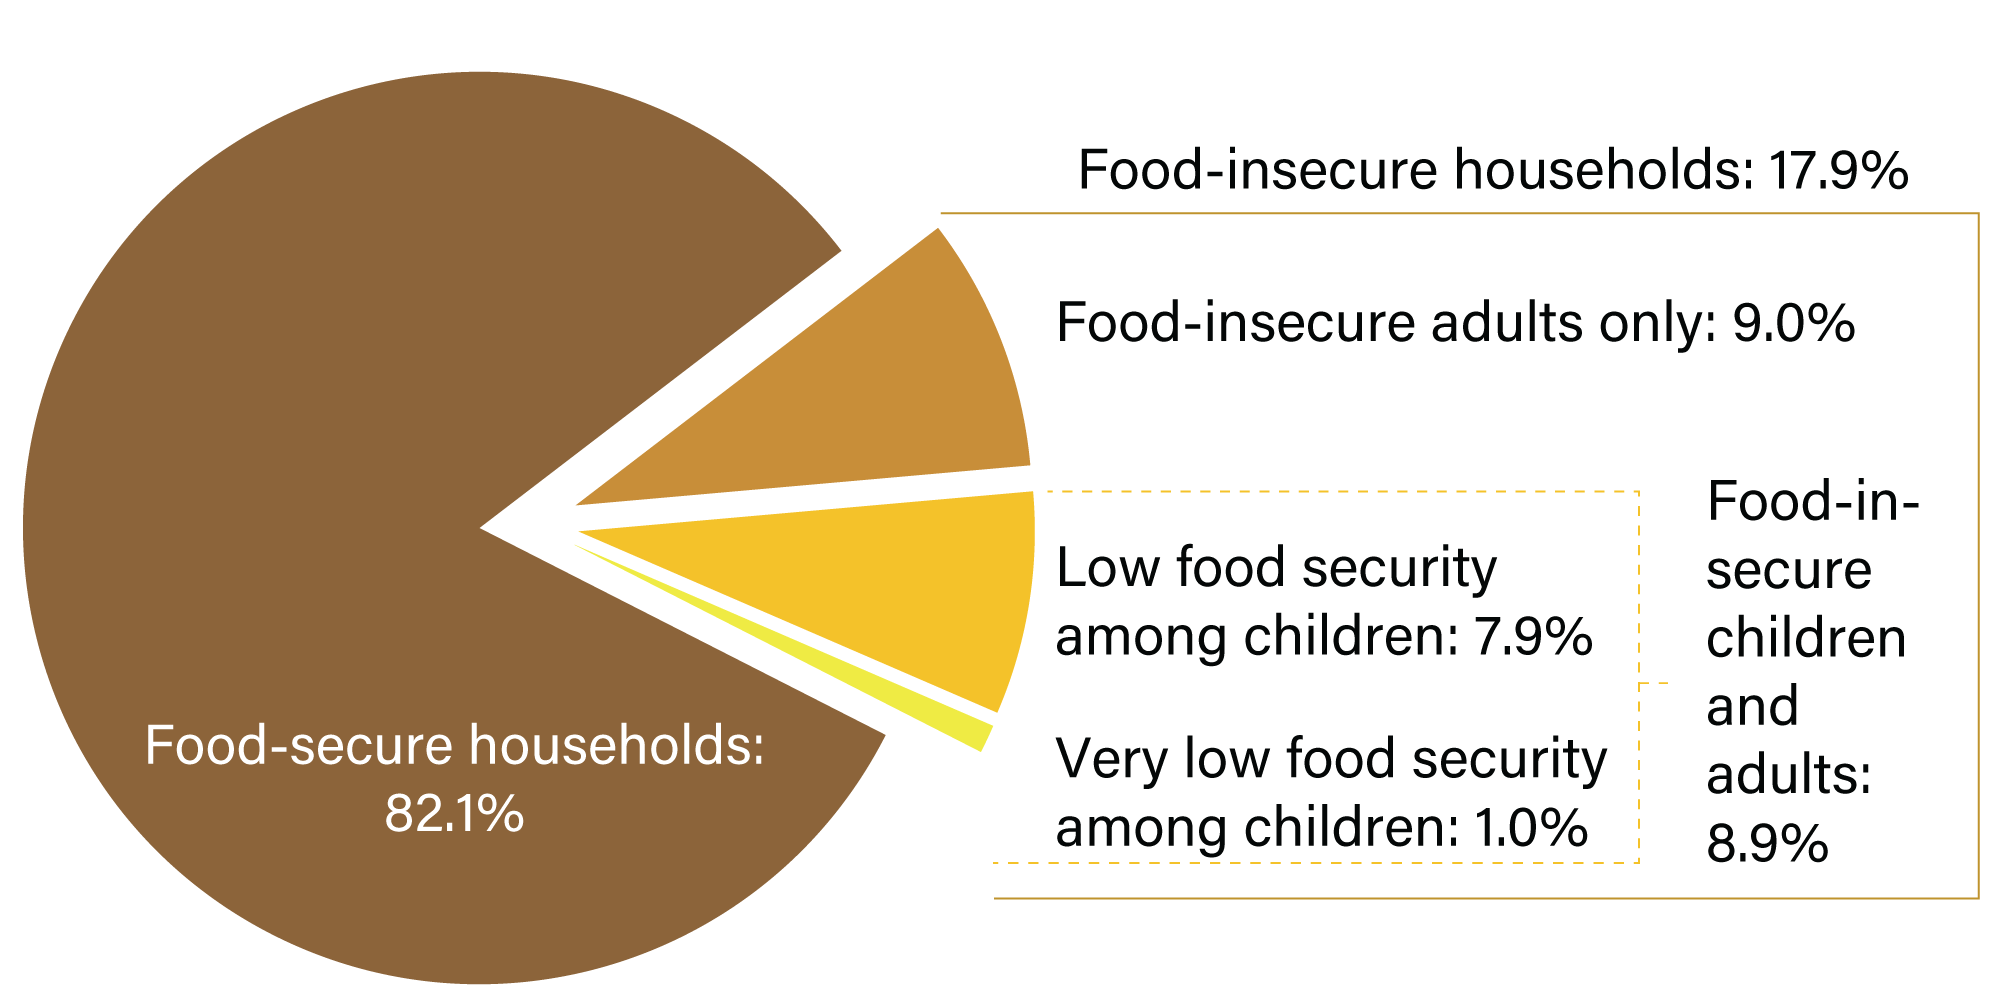 Food-insecure households: 17.9%
Food-insecure adults only: 9.0%
Low food security
among children: 7.9%
Very low food security
among children: 1.0%
Food-in-
secure
children
and
adults:
8.9%
Food-secure households:
82.1%